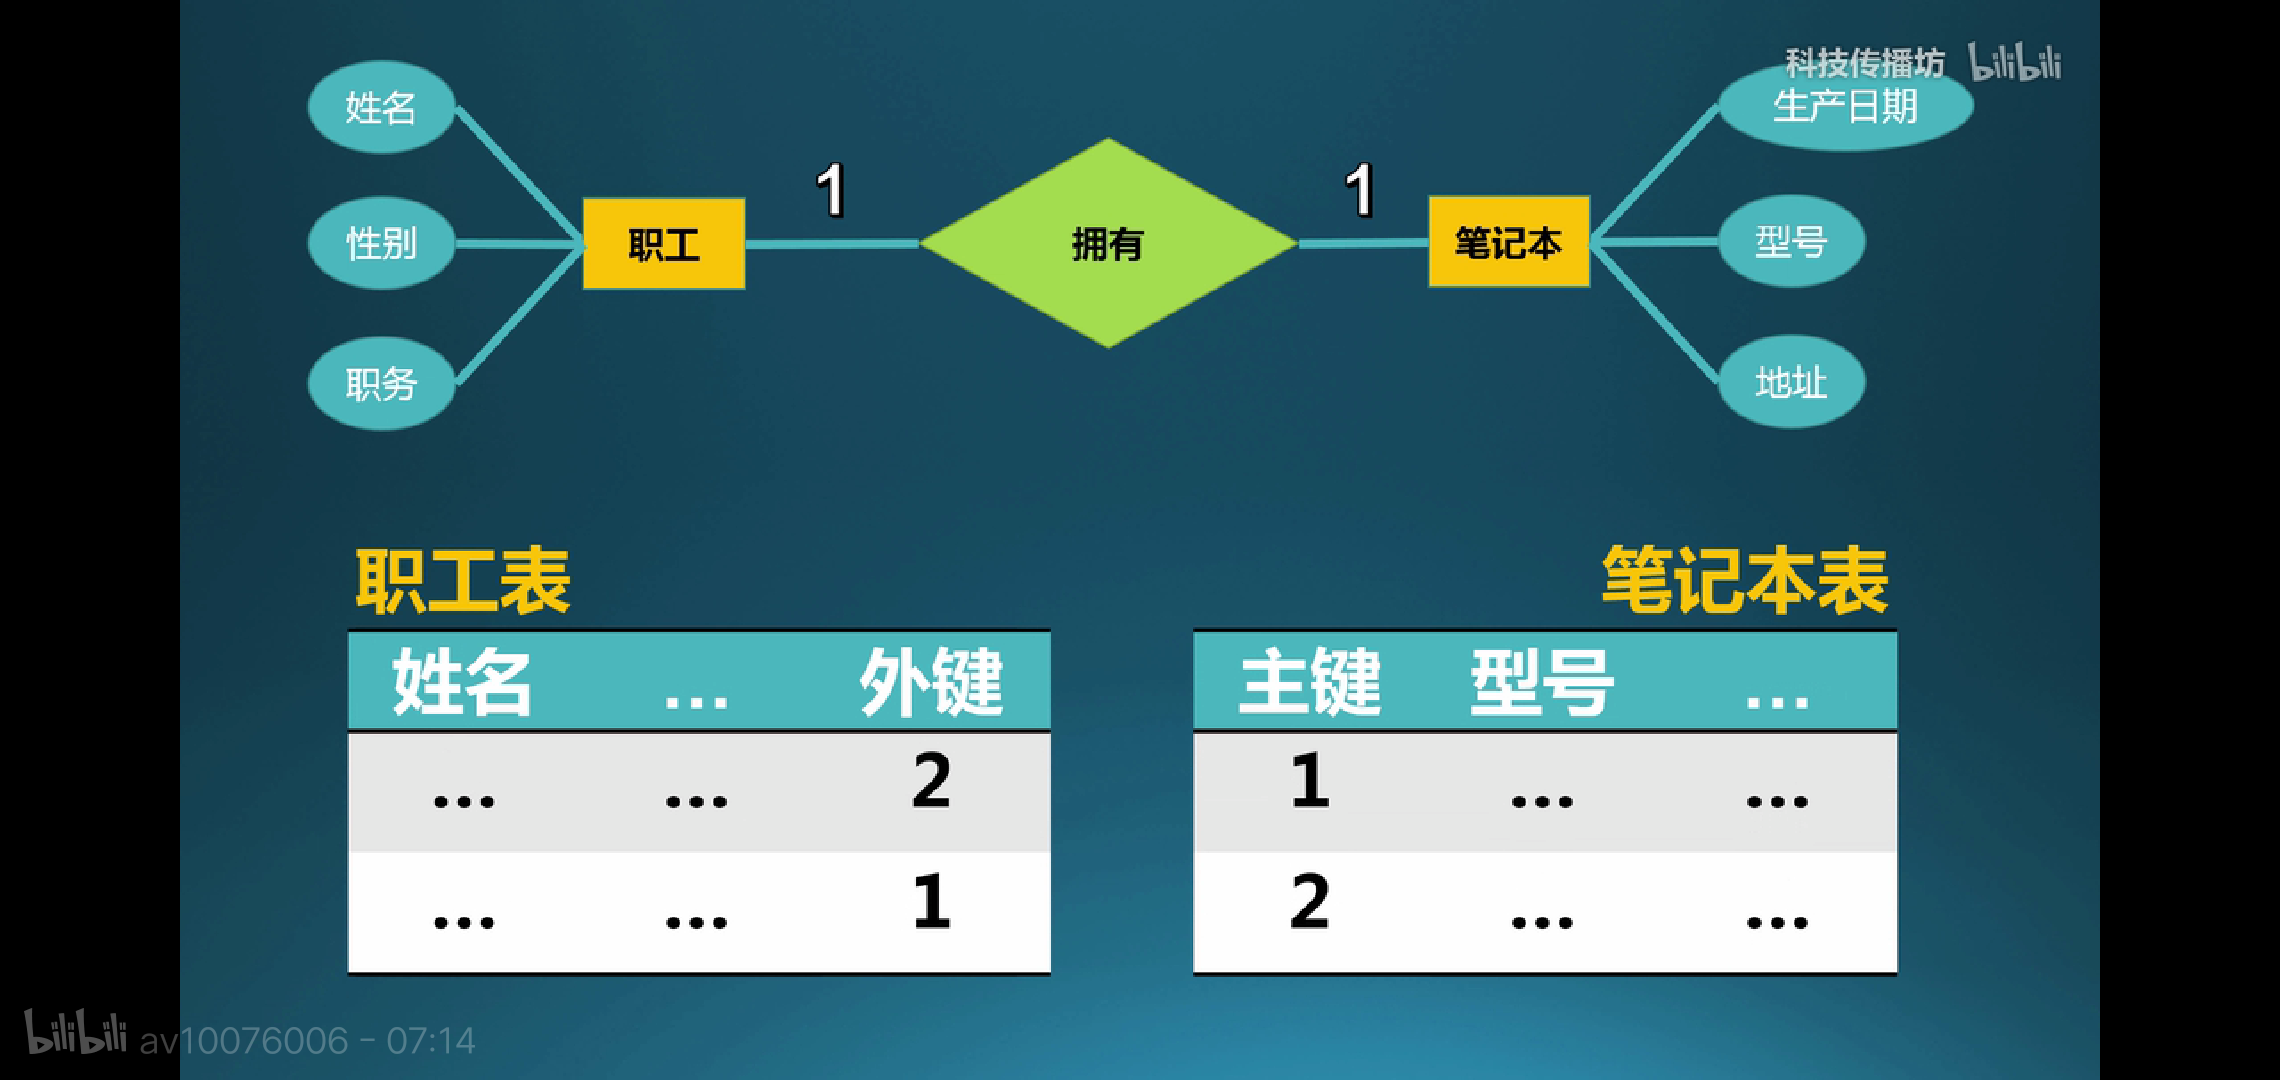 科技传播坊 bilibili
姓名
生产日期
1
1
性别
职工
拥有
笔记本
型号
职务
地址
职工表
笔记本表
姓名 ... 外键
... ... 2
... ... 1
主键 型号 ...
1 ... ...
2 ... ...
bilibili av10076006 - 07:14